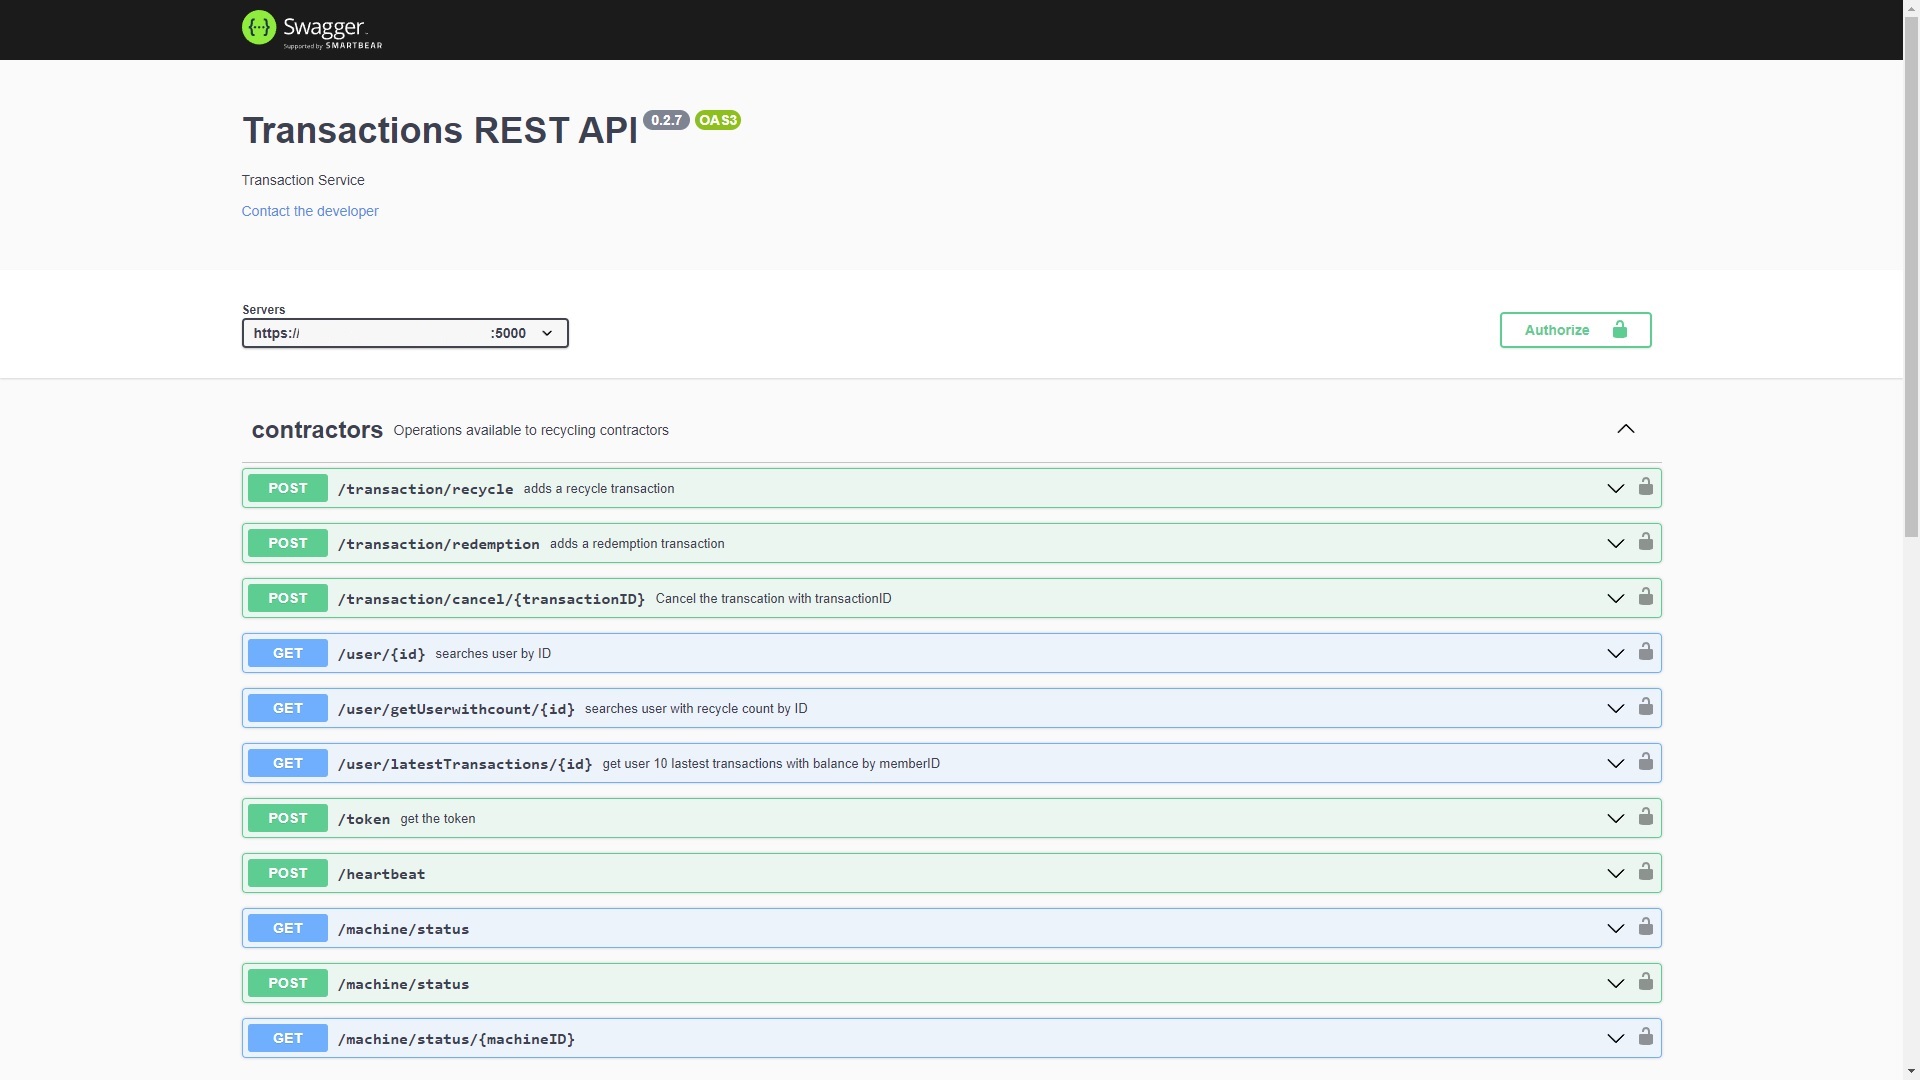 {···} Swagger
Supported by SMARTBEAR
Transactions REST API 0.2.7 OAS3
Transaction Service
Contact the developer
Servers
https:// :5000
Authorize
contractors Operations available to recycling contractors
POST /transaction/recycle adds a recycle transaction
POST /transaction/redemption adds a redemption transaction
POST /transaction/cancel/{transactionID} Cancel the transcation with transactionID
GET /user/{id} searches user by ID
GET /user/getUserwithcount/{id} searches user with recycle count by ID
GET /user/latestTransactions/{id} get user 10 lastest transactions with balance by memberID
POST /token get the token
POST /heartbeat
GET /machine/status
POST /machine/status
GET /machine/status/{machineID}